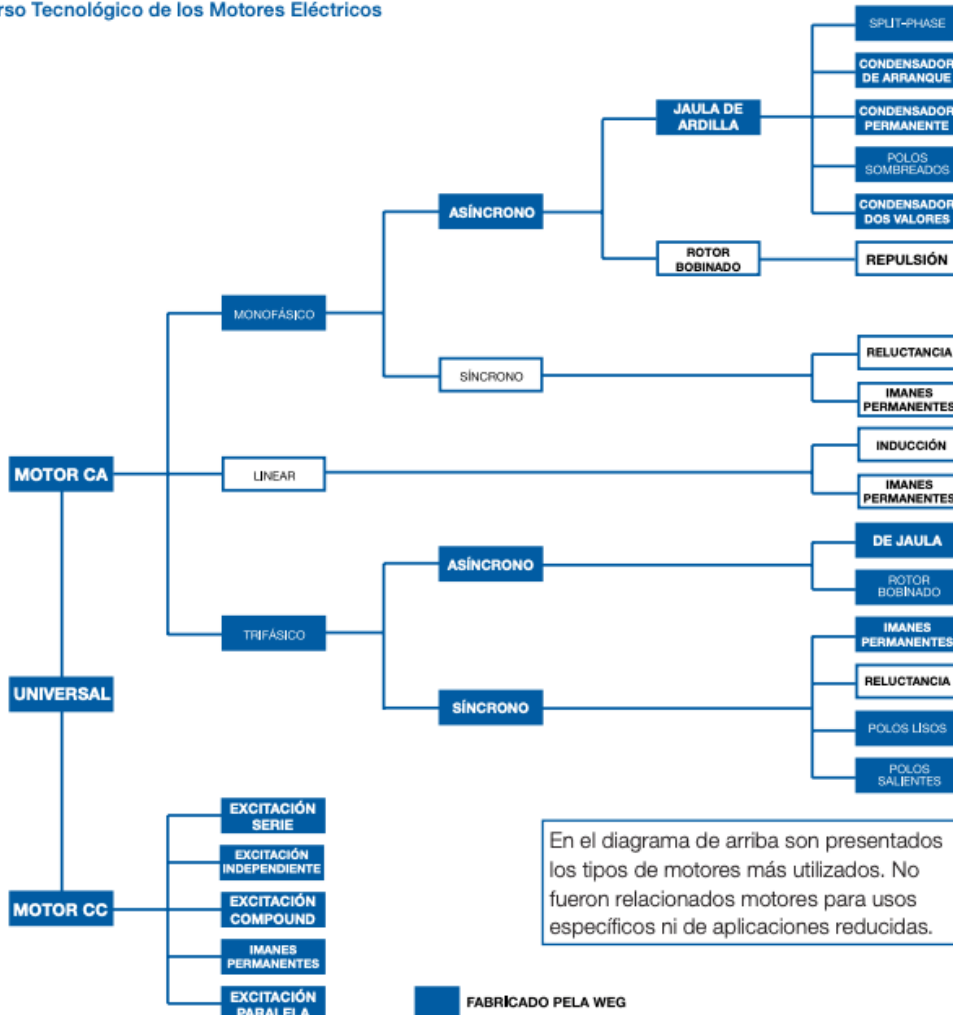 rso Tecnológico de los Motores Eléctricos
SPLIT-PHASE
CONDENSADOR
DE ARRANQUE
JAULA DE
ARDILLA
CONDENSADOR
PERMANENTE
POLOS
SOMBREADOS
ASÍNCRONO
CONDENSADOR
DOS VALORES
ROTOR
BOBINADO
REPULSIÓN
MONOFÁSICO
SÍNCRONO
RELUCTANCIA
IMANES
PERMANENTES
MOTOR CA
LINEAR
INDUCCIÓN
IMANES
PERMANENTES
ASÍNCRONO
DE JAULA
ROTOR
BOBINADO
TRIFÁSICO
IMANES
PERMANENTES
UNIVERSAL
SÍNCRONO
RELUCTANCIA
POLOS LISOS
POLOS
SALIENTES
EXCITACIÓN
SERIE
EXCITACIÓN
INDEPENDIENTE
MOTOR CC
EXCITACIÓN
COMPOUND
IMANES
PERMANENTES
EXCITACIÓN
PARALELA
En el diagrama de arriba son presentados
los tipos de motores más utilizados. No
fueron relacionados motores para usos
específicos ni de aplicaciones reducidas.
FABRICADO PELA WEG